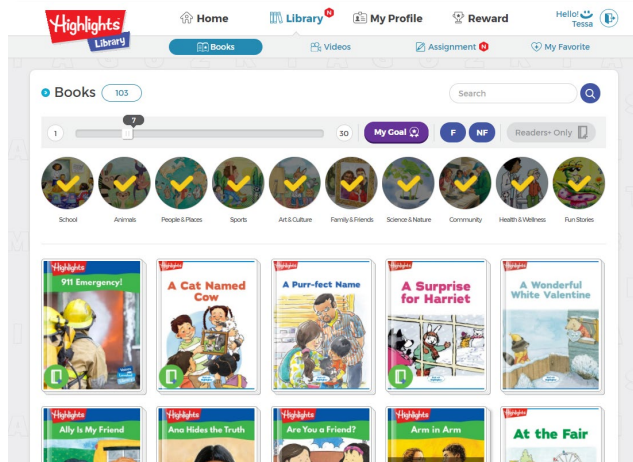 Highlights
Library
Home
Library N
My Profile
Reward
Hello!
Tessa
Books
Videos
Assignment N
My Favorite
Books 103
Search
1
7
30
My Goal
F
NF
Readers+ Only
School
Animals
People & Places
Sports
Art & Culture
Family & Friends
Science & Nature
Community
Health & Wellness
Fun Stories
Highlights
911 Emergency!
Highlights
A Cat Named
Cow
Highlights
A Purr-fect Name
Highlights
A Surprise
for Harriet
Highlights
A Wonderful
White Valentine
Highlights
Ally Is My Friend
Highlights
Ana Hides the Truth
Highlights
Are You a Friend?
Highlights
Arm in Arm
Highlights
At the Fair